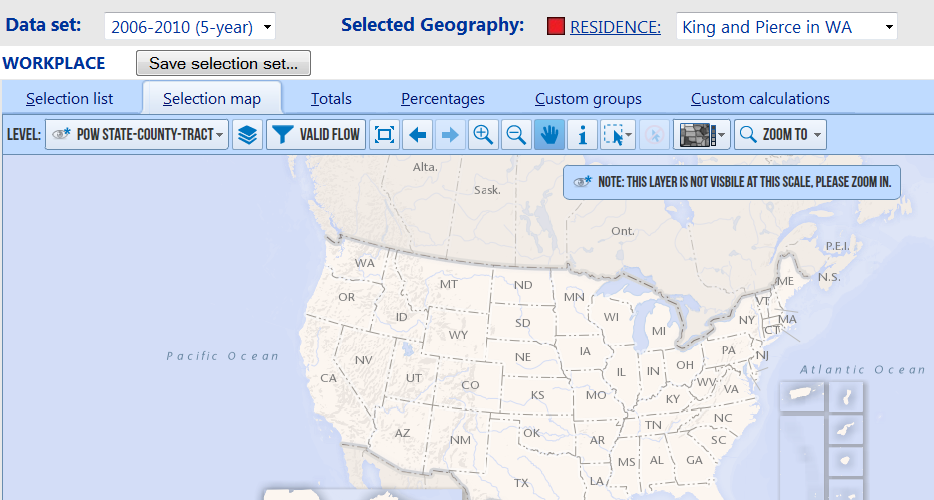 Data set: 2006-2010 (5-year) Selected Geography: RESIDENCE: King and Pierce in WA
WORKPLACE Save selection set...
Selection list Selection map Totals Percentages Custom groups Custom calculations
LEVEL: POW STATE-COUNTY-TRACT VALID FLOW ZOOM TO
NOTE: THIS LAYER IS NOT VISBILE AT THIS SCALE, PLEASE ZOOM IN.
Alta.
Sask.
Ont.
P.E.I.
N.S.
WA
MT
ND
MN
ME
OR
ID
SD
WI
MI
VT
NY
MA
CT
WY
NE
IA
PA
NJ
Pacific Ocean
NV
UT
CO
IL
IN
OH
Atlantic Ocean
CA
KS
MO
KY
WV
VA
AZ
NM
OK
AR
TN
NC
SC
TX
LA
MS
AL
GA